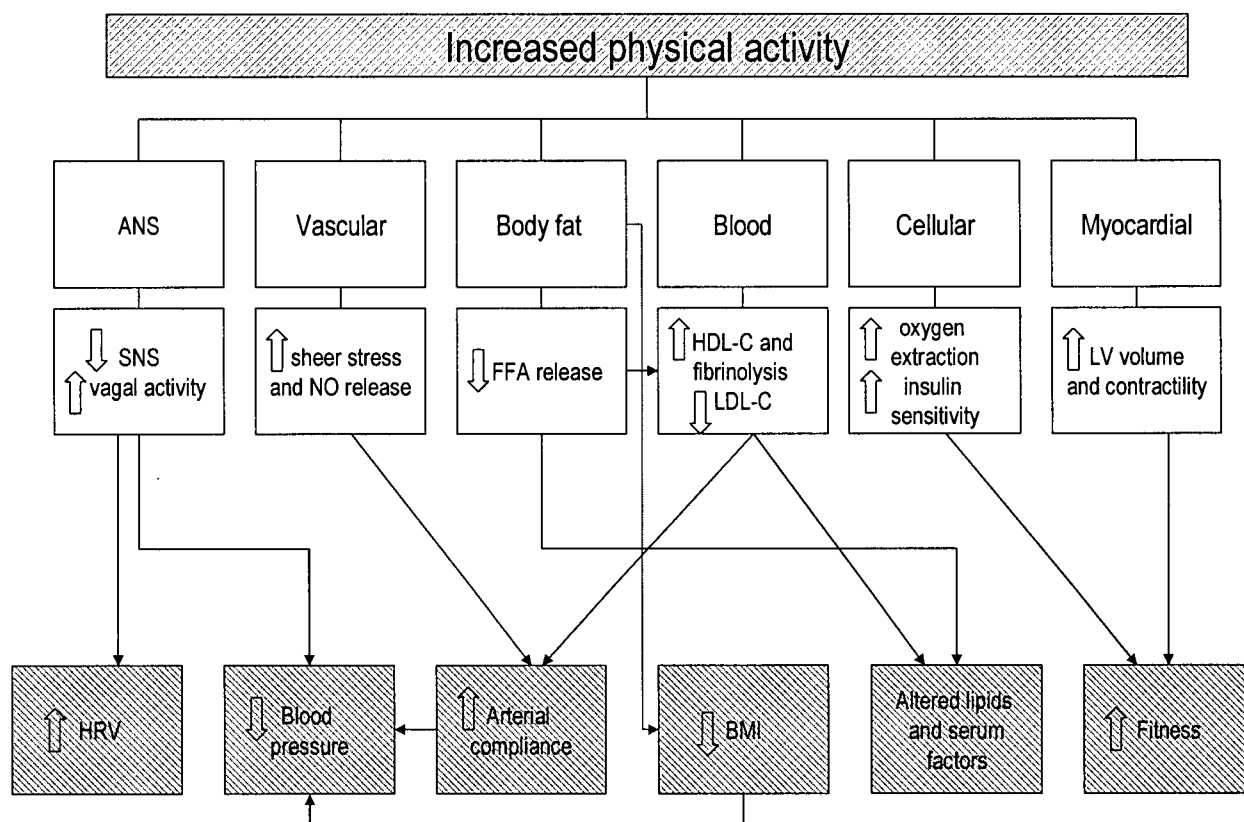 Increased physical activity
ANS
Vascular
Body fat
Blood
Cellular
Myocardial
SNS
vagal activity
sheer stress
and NO release
FFA release
HDL-C and
fibrinolysis
LDL-C
oxygen
extraction
insulin
sensitivity
LV volume
and contractility
HRV
Blood
pressure
Arterial
compliance
BMI
Altered lipids
and serum
factors
Fitness